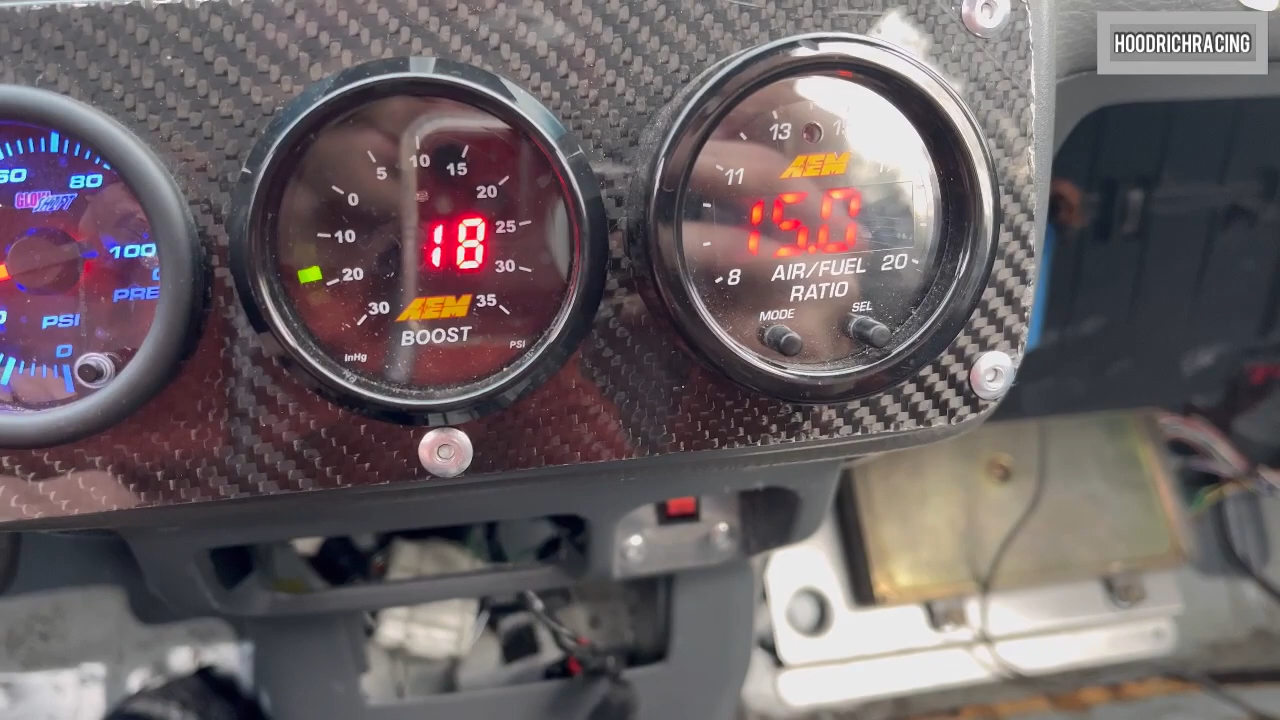 HOODRICHRACING
60
80
GLOWSHIFT
100
PRE
PSI
0
5
10
15
0
20
10
25
18
20
30
30
AEM
35
BOOST
InHg
PSI
13
11
AEM
15.0
8
AIR/FUEL
20
RATIO
MODE
SEL